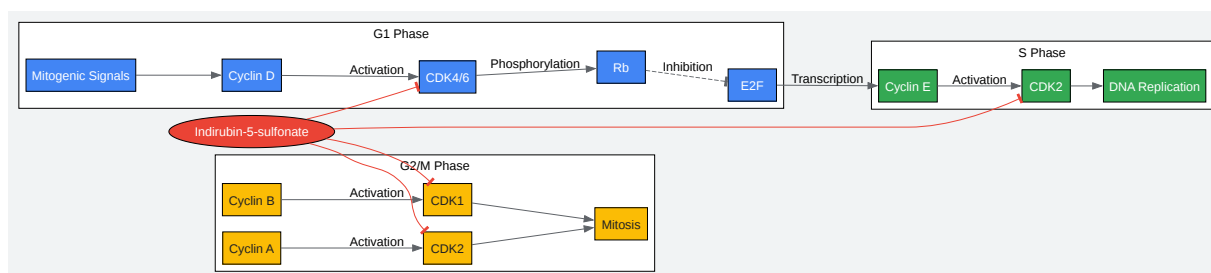 G1 Phase
Mitogenic Signals
Cyclin D
Activation
CDK4/6
Phosphorylation
Rb
Inhibition
E2F
Transcription
S Phase
Cyclin E
Activation
CDK2
DNA Replication
Indirubin-5-sulfonate
G2/M Phase
Cyclin B
Activation
CDK1
Cyclin A
Activation
CDK2
Mitosis